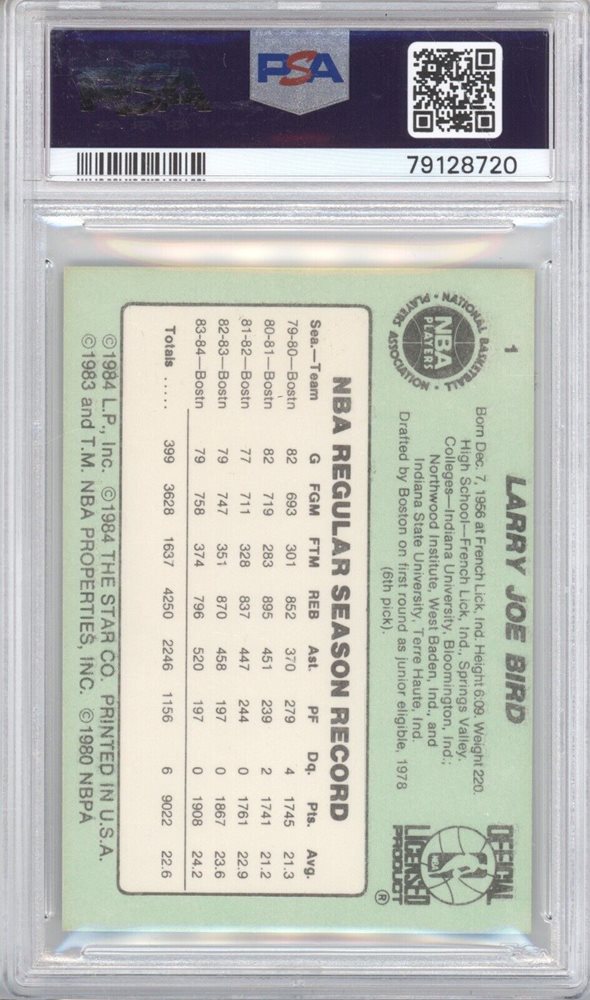 PSA
79128720
1
LARRY JOE BIRD
NATIONAL BASKETBALL
NBA
PLAYERS
ASSOCIATION • PLAYERS
Born Dec. 7, 1956 at French Lick, Ind. Height 6:09. Weight 220.
High School—French Lick, Ind., Springs Valley.
Colleges—Indiana University, Bloomington, Ind.;
Northwood Institute, West Baden, Ind., and
Indiana State University, Terre Haute, Ind.
Drafted by Boston on first round as junior eligible, 1978
(6th pick).
OFFICIAL
LICENSED
PRODUCT
®
NBA REGULAR SEASON RECORD
Sea.—Team G FGM FTM REB Ast. PF Dq. Pts. Avg.
79-80—Bostn 82 693 301 852 370 279 4 1745 21.3
80-81—Bostn 82 719 283 895 451 239 2 1741 21.2
81-82—Bostn 77 711 328 837 447 244 0 1761 22.9
82-83—Bostn 79 747 351 870 458 197 0 1867 23.6
83-84—Bostn 79 758 374 796 520 197 0 1908 24.2
Totals ..... 399 3628 1637 4250 2246 1156 6 9022 22.6
©1984 L.P., Inc. ©1984 THE STAR CO. PRINTED IN U.S.A.
©1983 and T.M. NBA PROPERTIES, INC. ©1980 NBPA